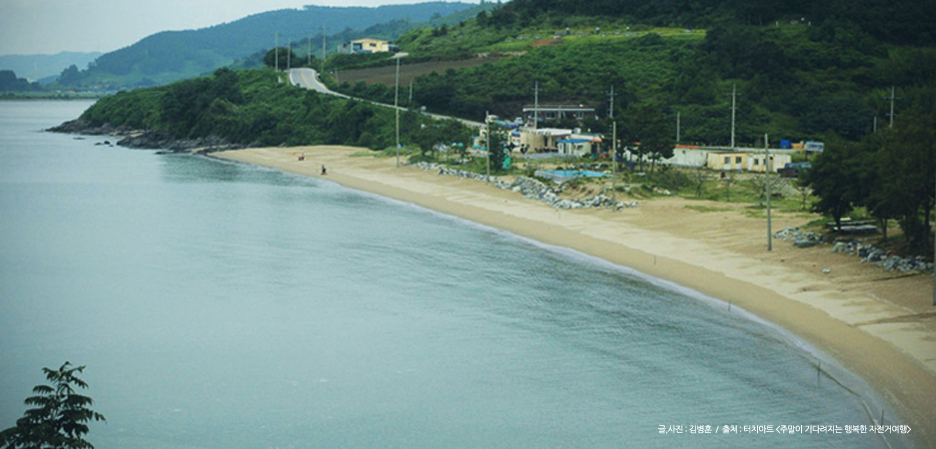 글,사진 : 김병훈 / 출처 : 터치아트 <주말이 기다려지는 행복한 자전거여행>